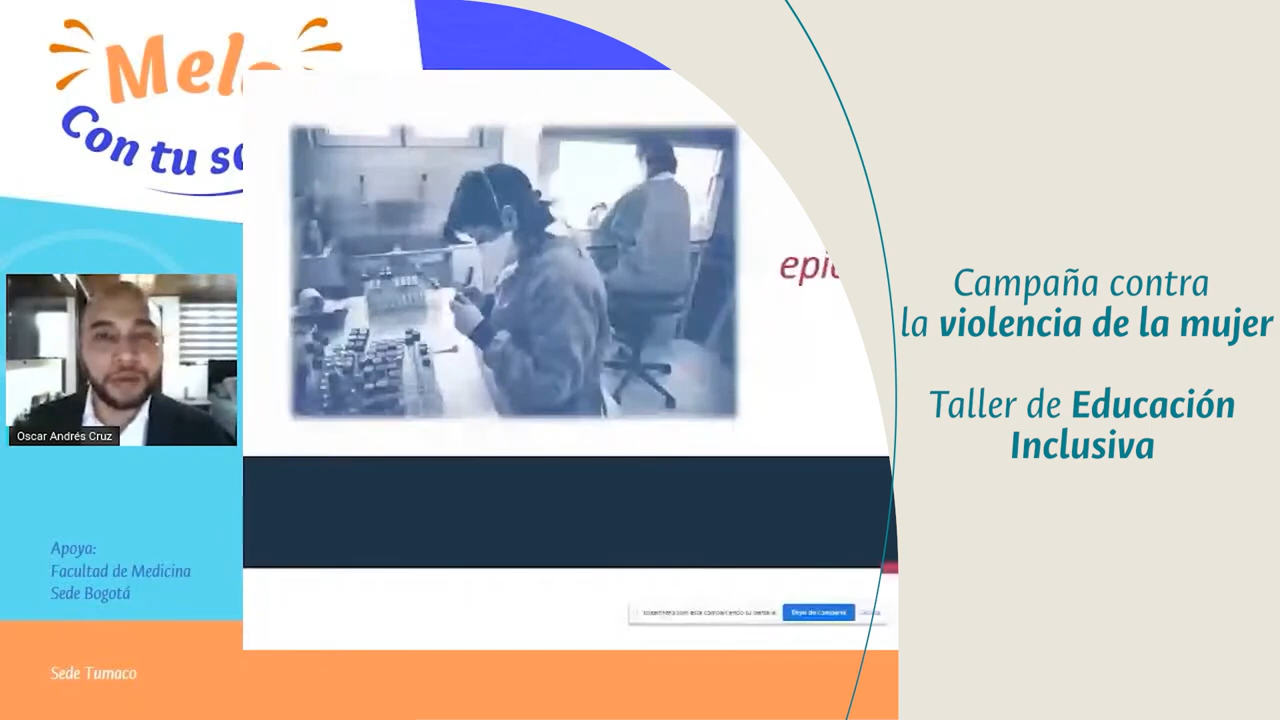 Mel
Con tu s
epi
Campaña contra
la violencia de la mujer
Taller de Educación
Inclusiva
Oscar Andrés Cruz
Apoya:
Facultad de Medicina
Sede Bogotá
Sede Tumaco